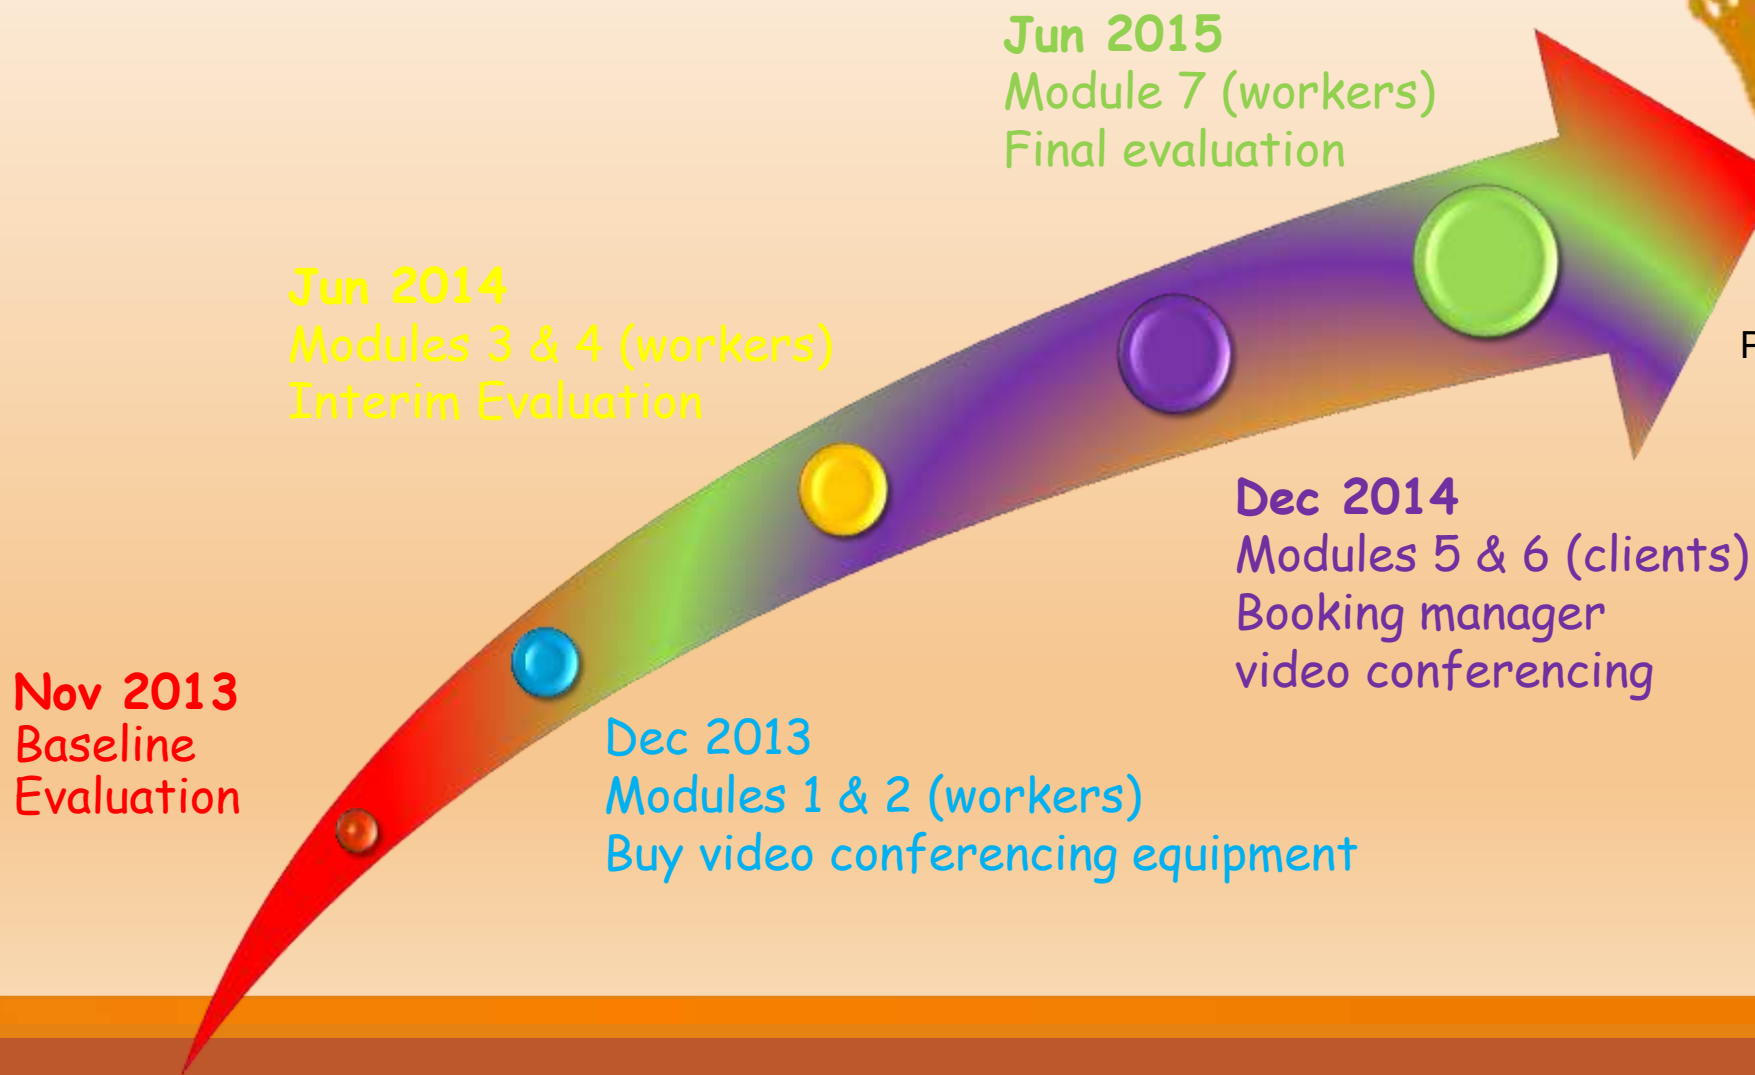 Jun 2015
Module 7 (workers)
Final evaluation
Jun 2014
Modules 3 & 4 (workers)
Interim Evaluation
Dec 2014
Modules 5 & 6 (clients)
Booking manager
video conferencing
Nov 2013
Baseline
Evaluation
Dec 2013
Modules 1 & 2 (workers)
Buy video conferencing equipment